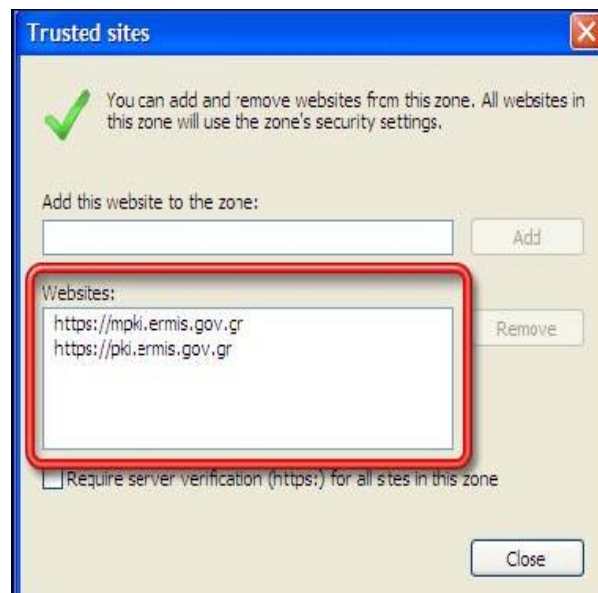 Trusted sites
You can add and remove websites from this zone. All websites in
this zone will use the zone's security settings.
Add this website to the zone:
Add
Websites:
https://mpki.ermis.gov.gr
https://pki.ermis.gov.gr
Remove
Require server verification (https:) for all sites in this zone
Close